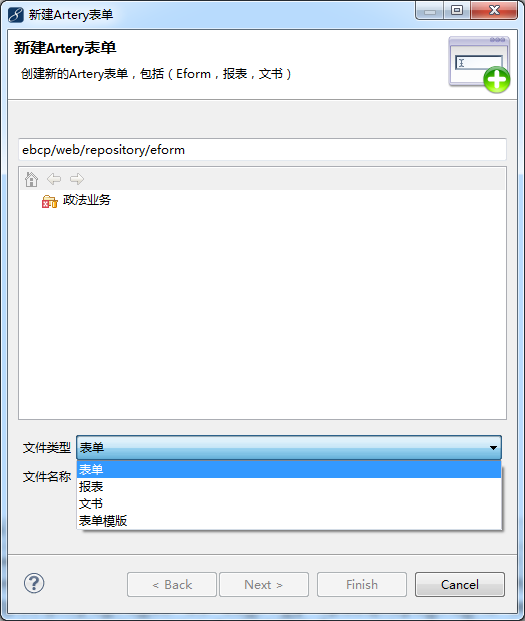 新建Artery表单
新建Artery表单
创建新的Artery表单，包括（Eform，报表，文书）
ebcp/web/repository/eform
政法业务
文件类型 表单
表单
文件名称
报表
文书
表单模版
? < Back Next > Finish Cancel